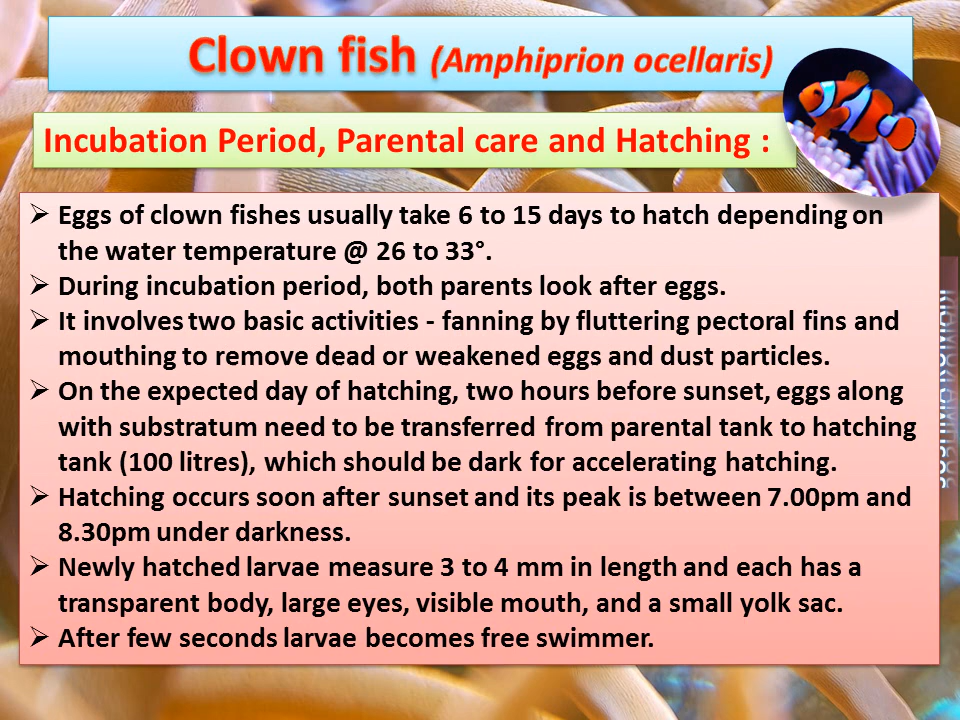 Clown fish (Amphiprion ocellaris)
Incubation Period, Parental care and Hatching :
➢ Eggs of clown fishes usually take 6 to 15 days to hatch depending on
the water temperature @ 26 to 33°.
➢ During incubation period, both parents look after eggs.
➢ It involves two basic activities - fanning by fluttering pectoral fins and
mouthing to remove dead or weakened eggs and dust particles.
➢ On the expected day of hatching, two hours before sunset, eggs along
with substratum need to be transferred from parental tank to hatching
tank (100 litres), which should be dark for accelerating hatching.
➢ Hatching occurs soon after sunset and its peak is between 7.00pm and
8.30pm under darkness.
➢ Newly hatched larvae measure 3 to 4 mm in length and each has a
transparent body, large eyes, visible mouth, and a small yolk sac.
➢ After few seconds larvae becomes free swimmer.